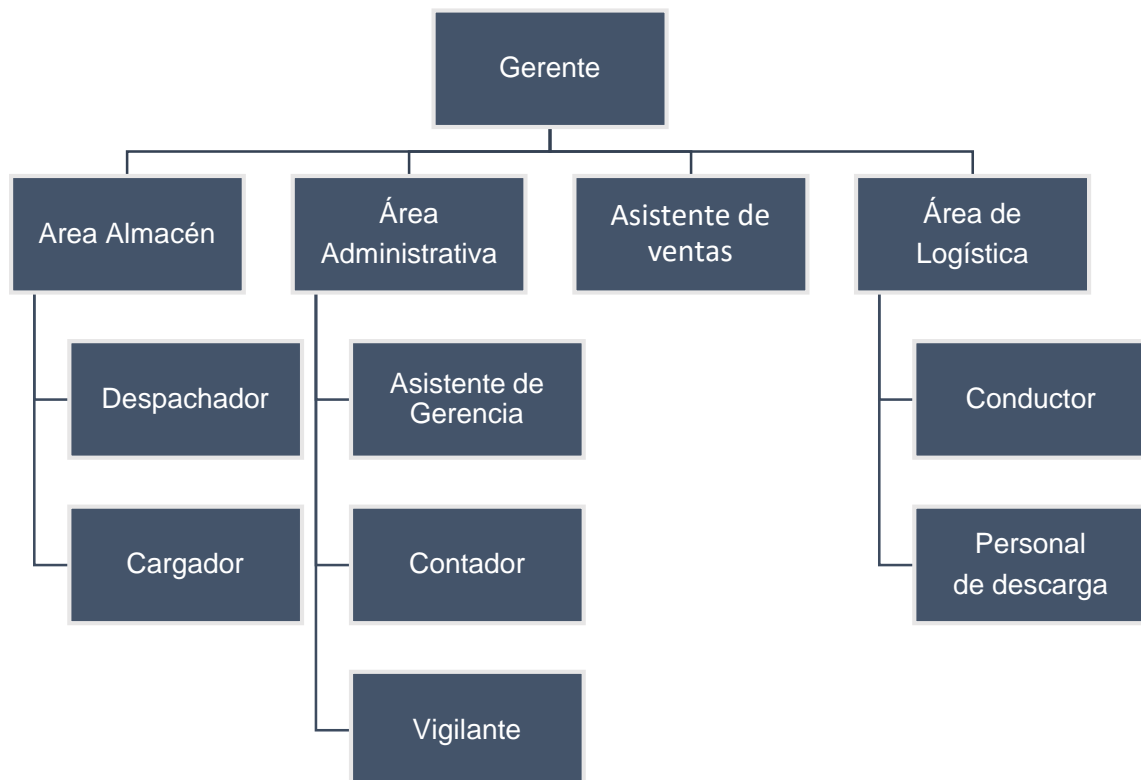 Gerente
Area Almacén
Área
Administrativa
Asistente de
ventas
Área de
Logística
Despachador
Asistente de
Gerencia
Conductor
Cargador
Contador
Personal
de descarga
Vigilante